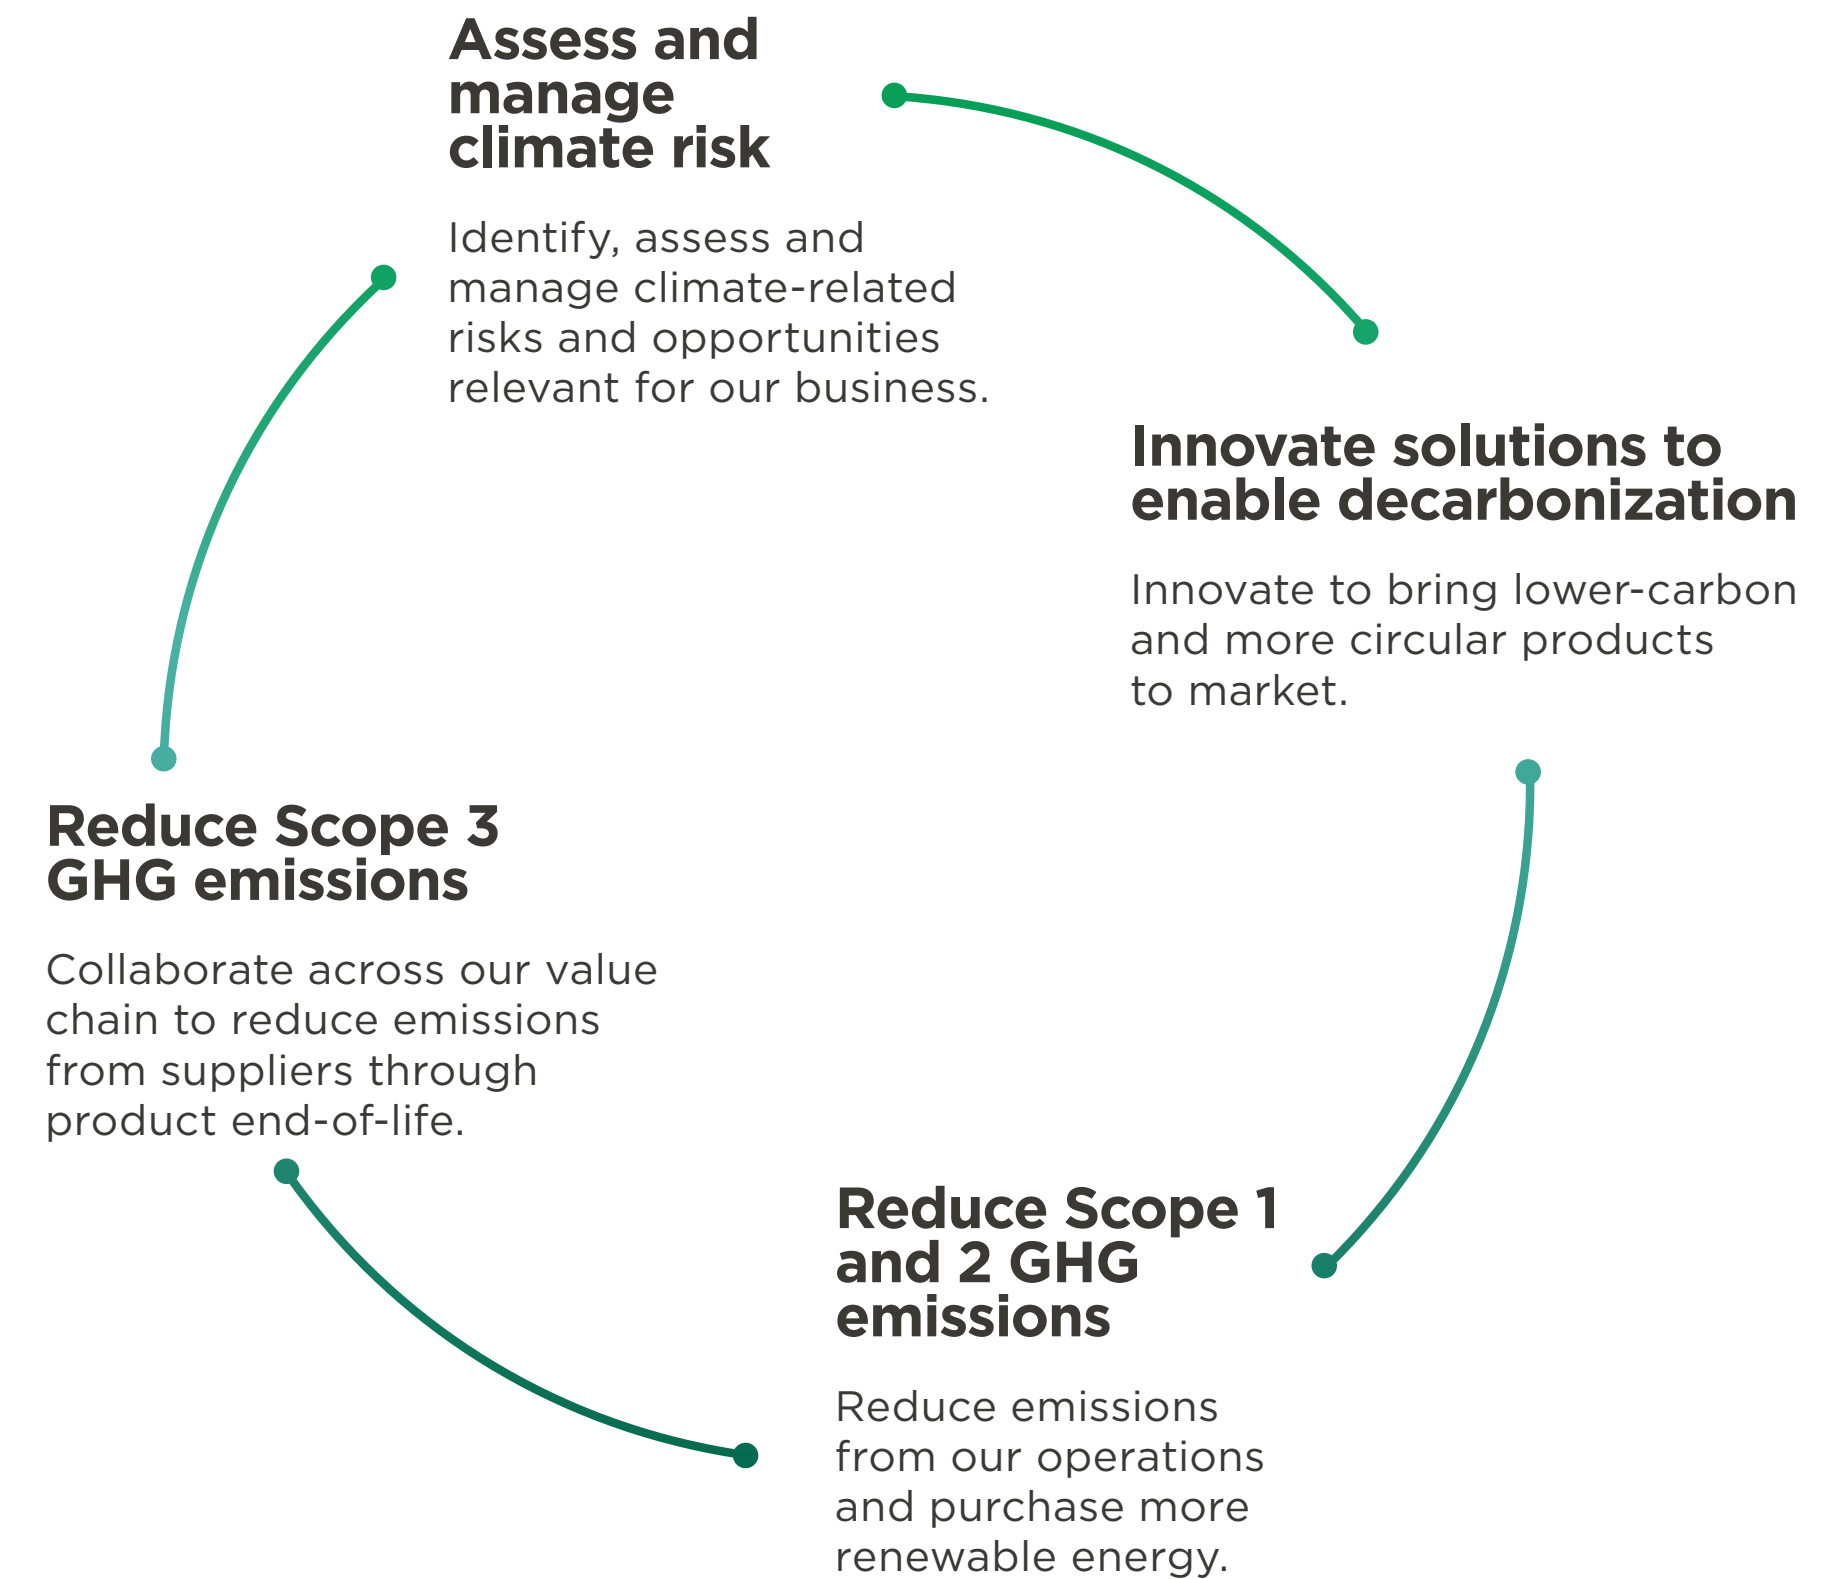 Assess and
manage
climate risk
Identify, assess and
manage climate-related
risks and opportunities
relevant for our business.
Innovate solutions to
enable decarbonization
Innovate to bring lower-carbon
and more circular products
to market.
Reduce Scope 3
GHG emissions
Collaborate across our value
chain to reduce emissions
from suppliers through
product end-of-life.
Reduce Scope 1
and 2 GHG
emissions
Reduce emissions
from our operations
and purchase more
renewable energy.